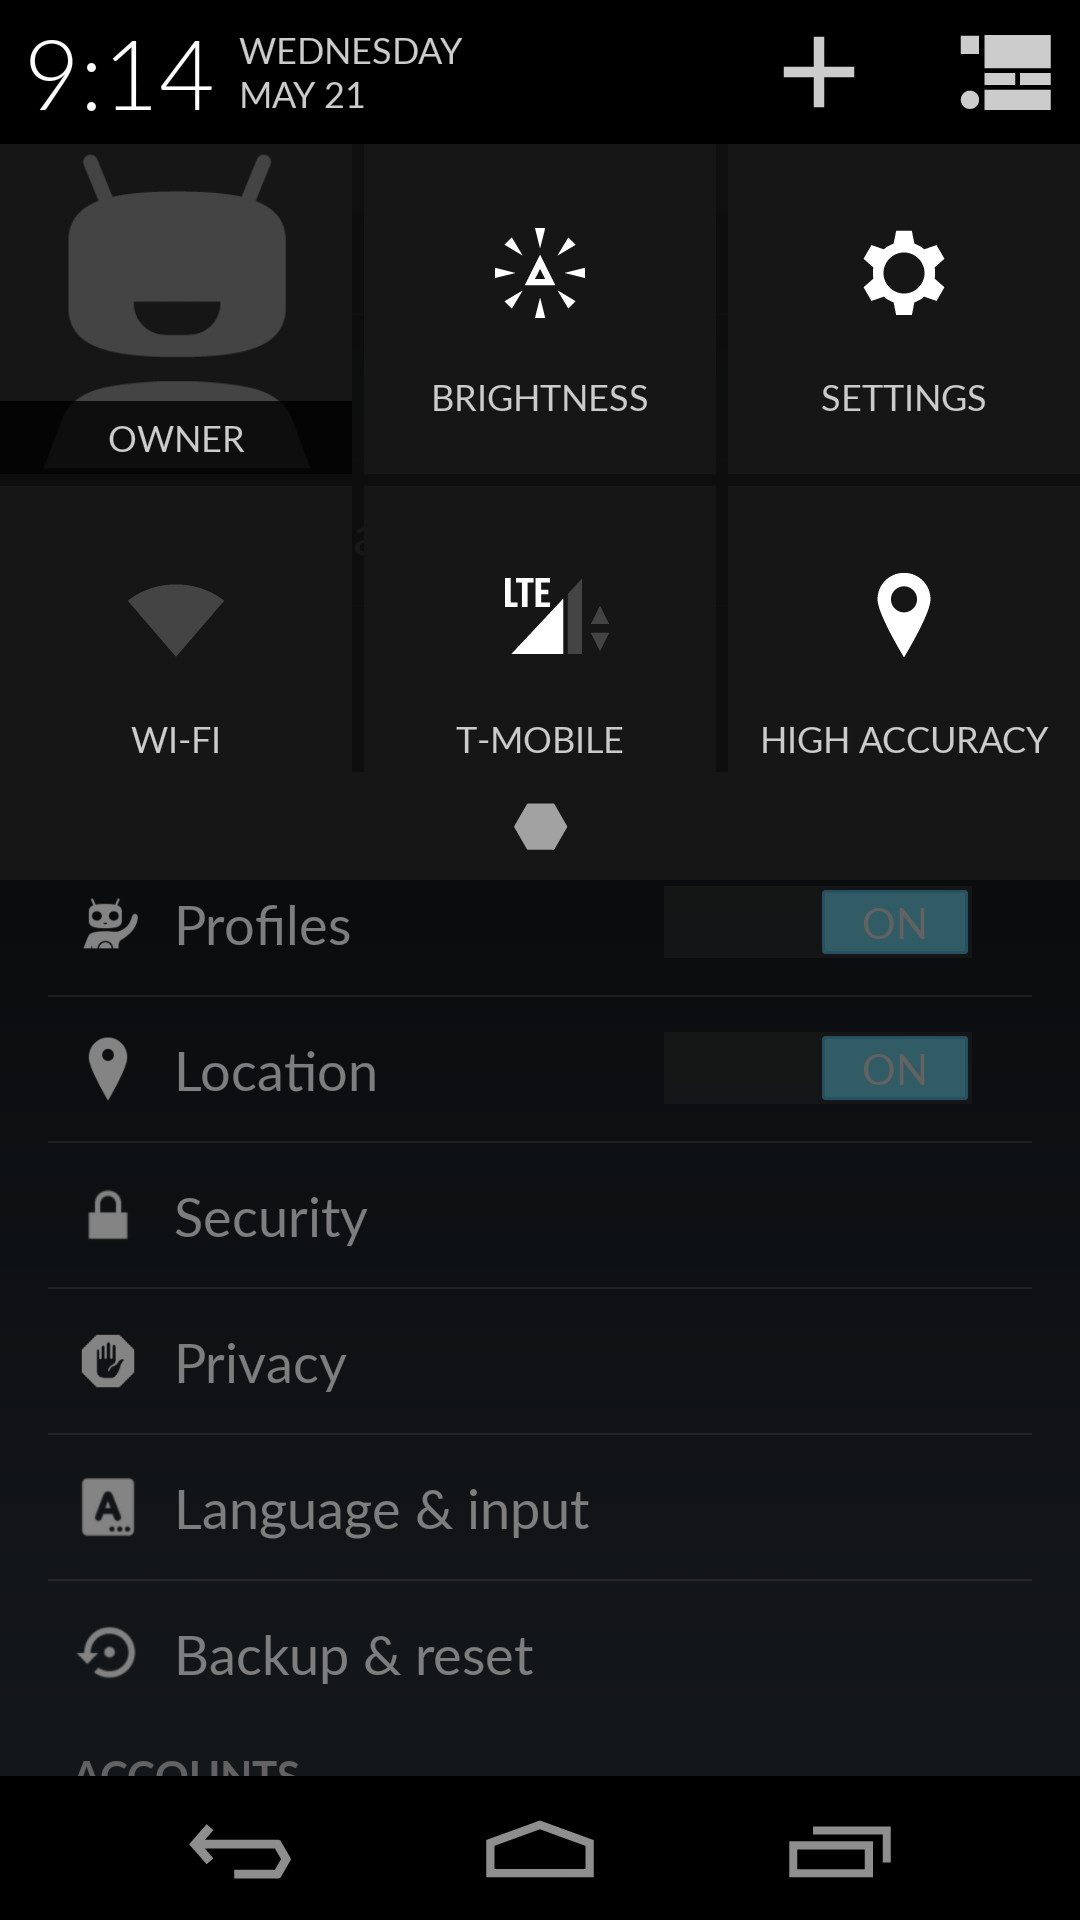 9:14
WEDNESDAY
MAY 21
OWNER
A
BRIGHTNESS
SETTINGS
WI-FI
LTE
T-MOBILE
HIGH ACCURACY
Profiles ON
Location ON
Security
Privacy
A
Language & input
Backup & reset
ACCOUNTS